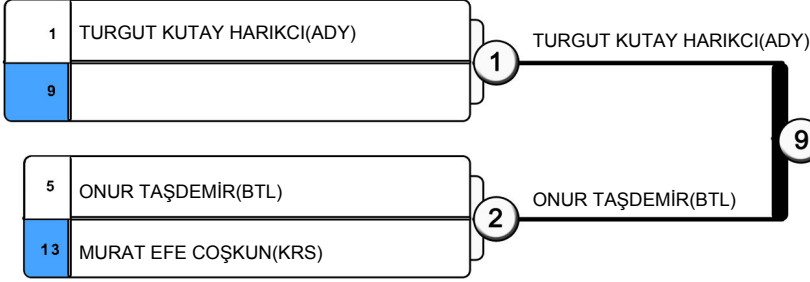 1 TURGUT KUTAY HARIKCI(ADY)
9
1
TURGUT KUTAY HARIKCI(ADY)
9
5 ONUR TAŞDEMİR(BTL)
13 MURAT EFE COŞKUN(KRS)
2
ONUR TAŞDEMİR(BTL)